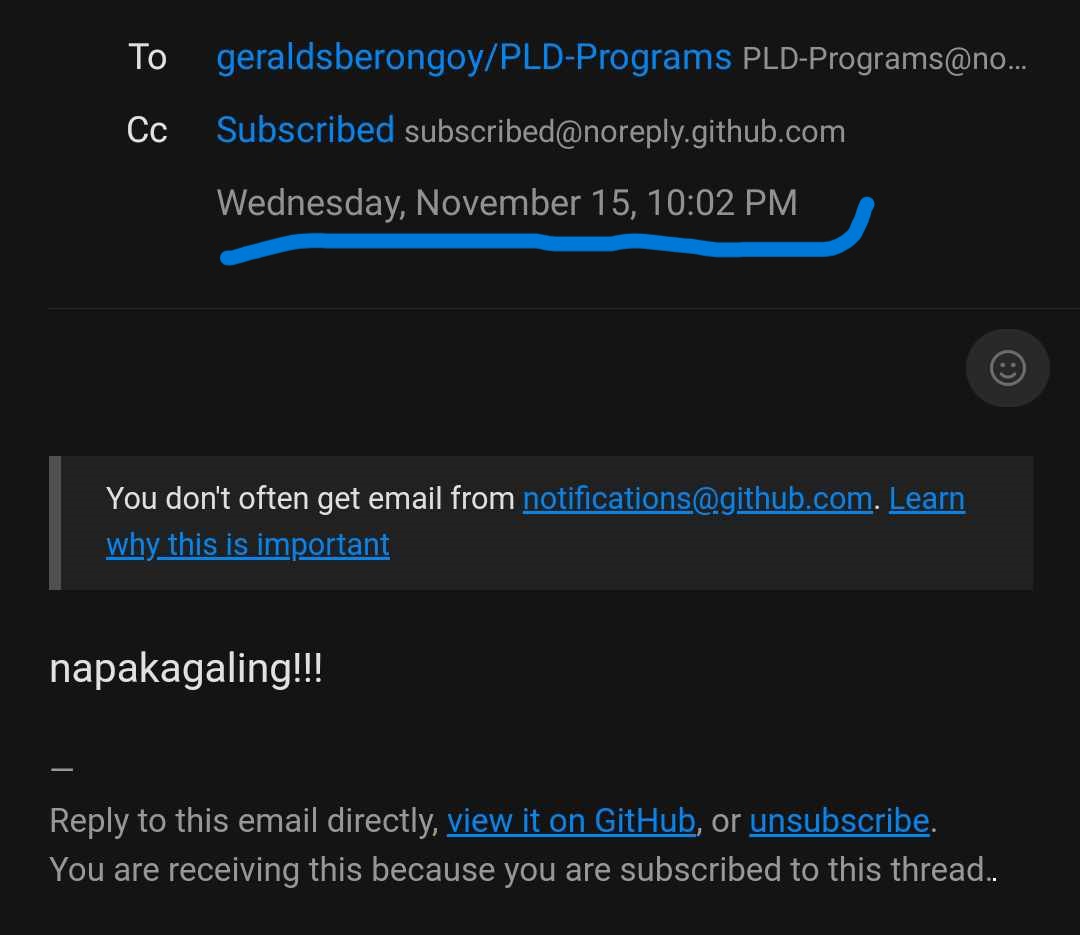 To geraldsberongoy/PLD-Programs PLD-Programs@no...
Cc Subscribed subscribed@noreply.github.com
Wednesday, November 15, 10:02 PM
You don't often get email from notifications@github.com. Learn
why this is important
napakagaling!!!
—
Reply to this email directly, view it on GitHub, or unsubscribe.
You are receiving this because you are subscribed to this thread..